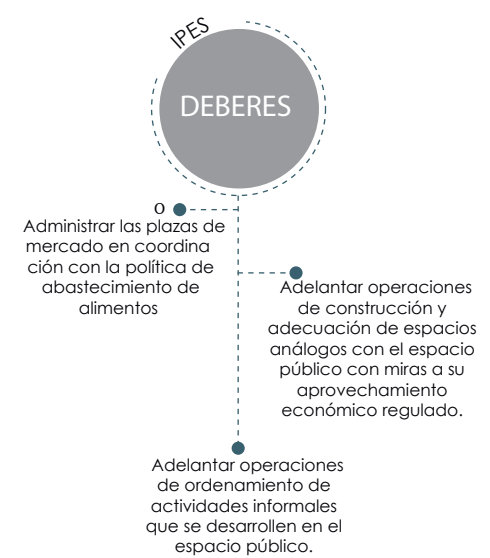 IPES
DEBERES
o
Administrar las plazas de
mercado en coordina
ción con la política de
abastecimiento de
alimentos
Adelantar operaciones
de construcción y
adecuación de espacios
análogos con el espacio
público con miras a su
aprovechamiento
económico regulado.
Adelantar operaciones
de ordenamiento de
actividades informales
que se desarrollen en el
espacio público.